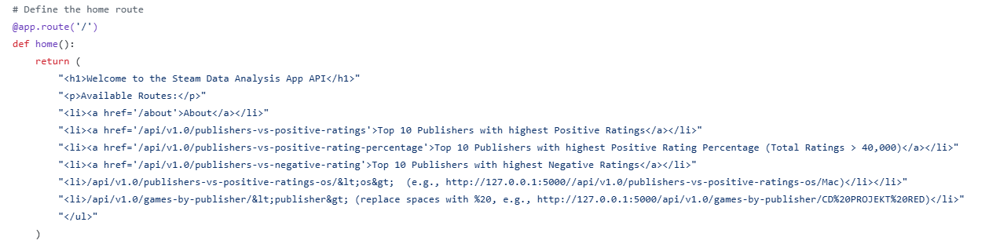 # Define the home route
@app.route('/')
def home():
    return (
        "<h1>Welcome to the Steam Data Analysis App API</h1>"
        "<p>Available Routes:</p>"
        "<li><a href='/about'>About</a></li>"
        "<li><a href='/api/v1.0/publishers-vs-positive-ratings'>Top 10 Publishers with highest Positive Ratings</a></li>"
        "<li><a href='/api/v1.0/publishers-vs-positive-rating-percentage'>Top 10 Publishers with highest Positive Rating Percentage (Total Ratings > 40,000)</a></li>"
        "<li><a href='/api/v1.0/publishers-vs-negative-rating'>Top 10 Publishers with highest Negative Ratings</a></li>"
        "<li>/api/v1.0/publishers-vs-positive-ratings-os/&lt;os&gt;  (e.g., http://127.0.0.1:5000//api/v1.0/publishers-vs-positive-ratings-os/Mac)</li></li>"
        "<li>/api/v1.0/games-by-publisher/&lt;publisher&gt; (replace spaces with %20, e.g., http://127.0.0.1:5000/api/v1.0/games-by-publisher/CD%20PROJEKT%20RED)</li>"
        "</ul>"
    )